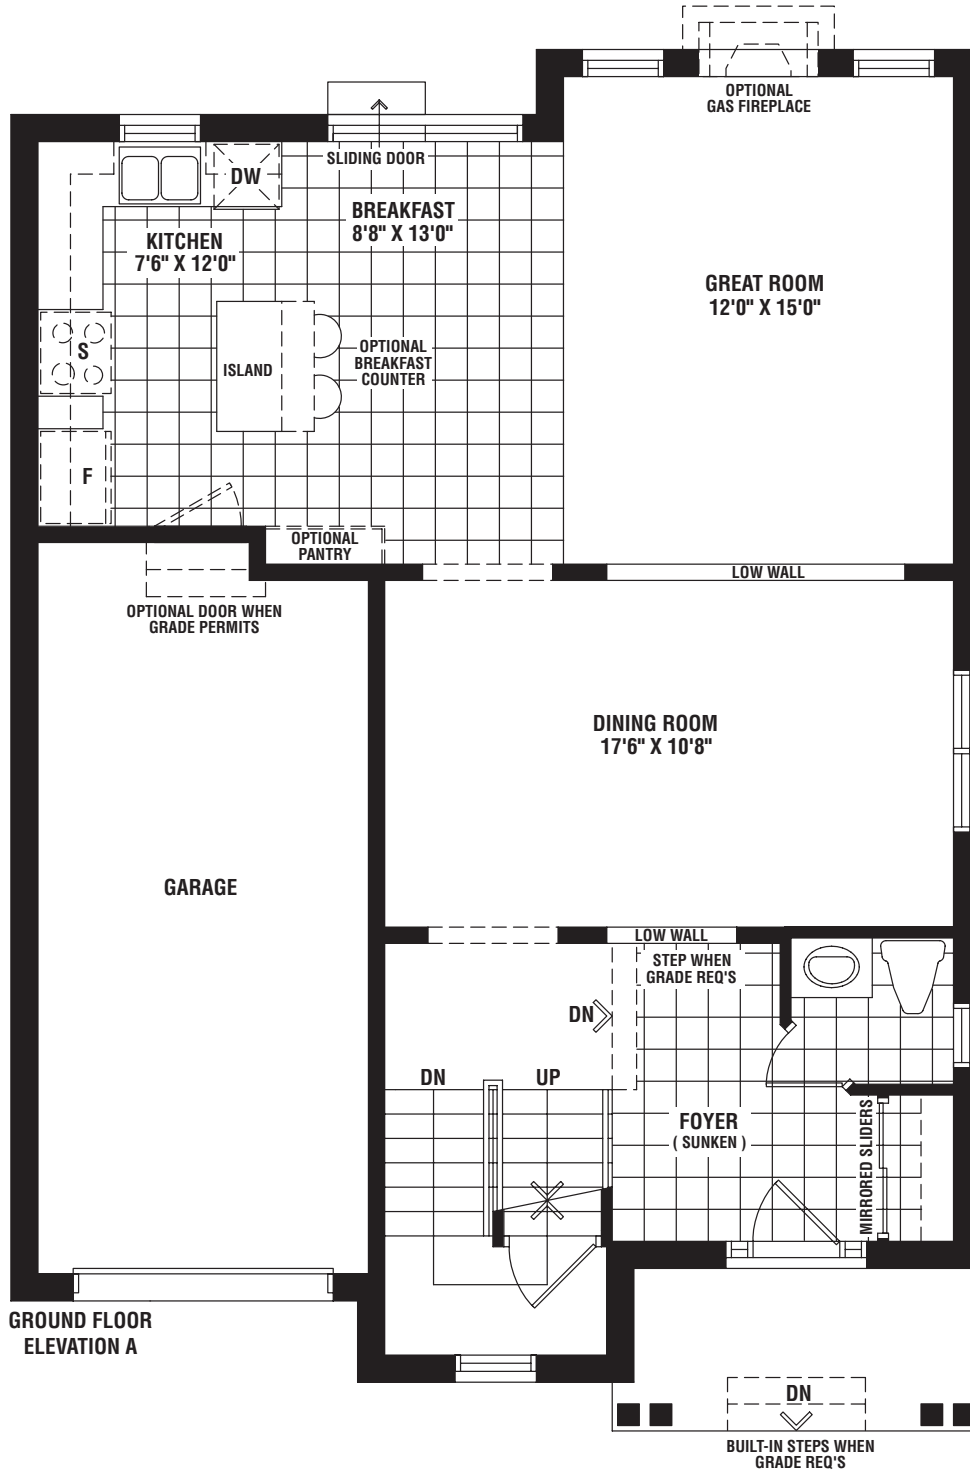 OPTIONAL
GAS FIREPLACE
SLIDING DOOR
DW
BREAKFAST
8'8" X 13'0"
KITCHEN
7'6" X 12'0"
GREAT ROOM
12'0" X 15'0"
S
ISLAND
OPTIONAL
BREAKFAST
COUNTER
F
OPTIONAL
PANTRY
LOW WALL
OPTIONAL DOOR WHEN
GRADE PERMITS
DINING ROOM
17'6" X 10'8"
GARAGE
LOW WALL
STEP WHEN
GRADE REQ'S
DN
DN
UP
FOYER
( SUNKEN )
MIRRORED SLIDERS
GROUND FLOOR
ELEVATION A
DN
BUILT-IN STEPS WHEN
GRADE REQ'S